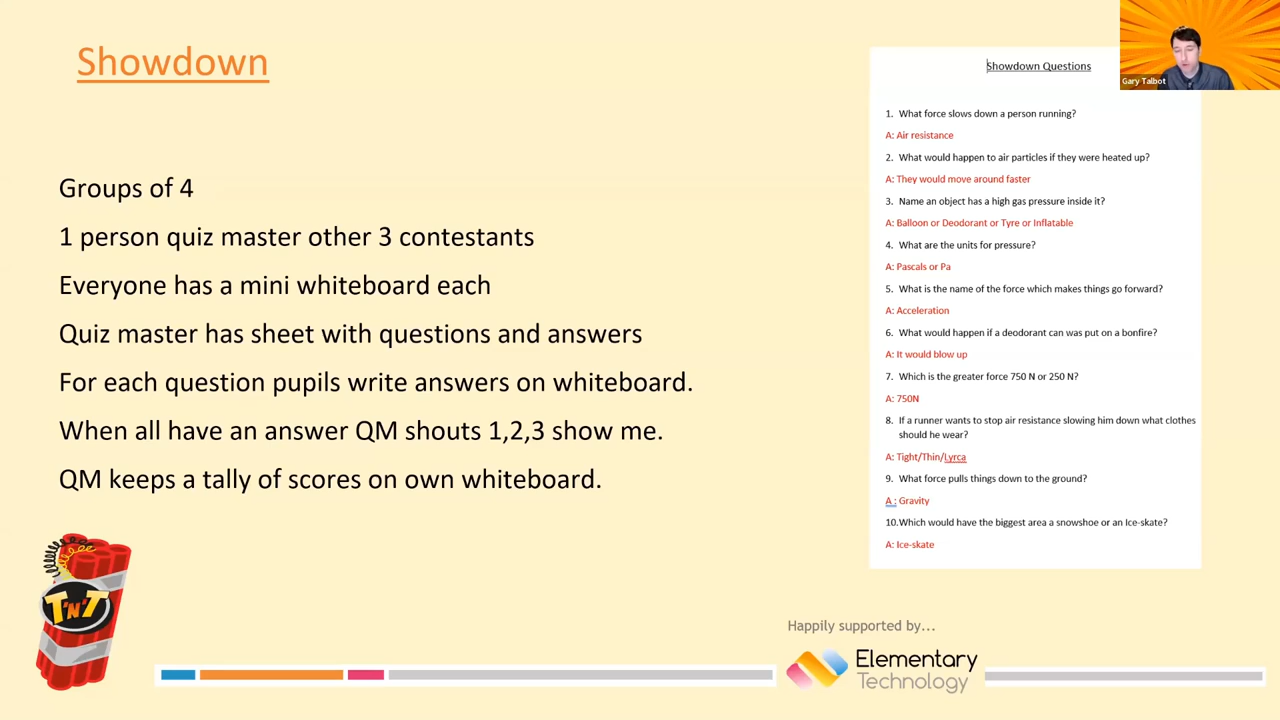 Showdown
Groups of 4
1 person quiz master other 3 contestants
Everyone has a mini whiteboard each
Quiz master has sheet with questions and answers
For each question pupils write answers on whiteboard.
When all have an answer QM shouts 1,2,3 show me.
QM keeps a tally of scores on own whiteboard.
T'N'T
Showdown Questions
1. What force slows down a person running?
A: Air resistance
2. What would happen to air particles if they were heated up?
A: They would move around faster
3. Name an object has a high gas pressure inside it?
A: Balloon or Deodorant or Tyre or Inflatable
4. What are the units for pressure?
A: Pascals or Pa
5. What is the name of the force which makes things go forward?
A: Acceleration
6. What would happen if a deodorant can was put on a bonfire?
A: It would blow up
7. Which is the greater force 750 N or 250 N?
A: 750N
8. If a runner wants to stop air resistance slowing him down what clothes
should he wear?
A: Tight/Thin/Lyrca
9. What force pulls things down to the ground?
A : Gravity
10.Which would have the biggest area a snowshoe or an Ice-skate?
A: Ice-skate
Gary Talbot
Happily supported by...
Elementary
Technology